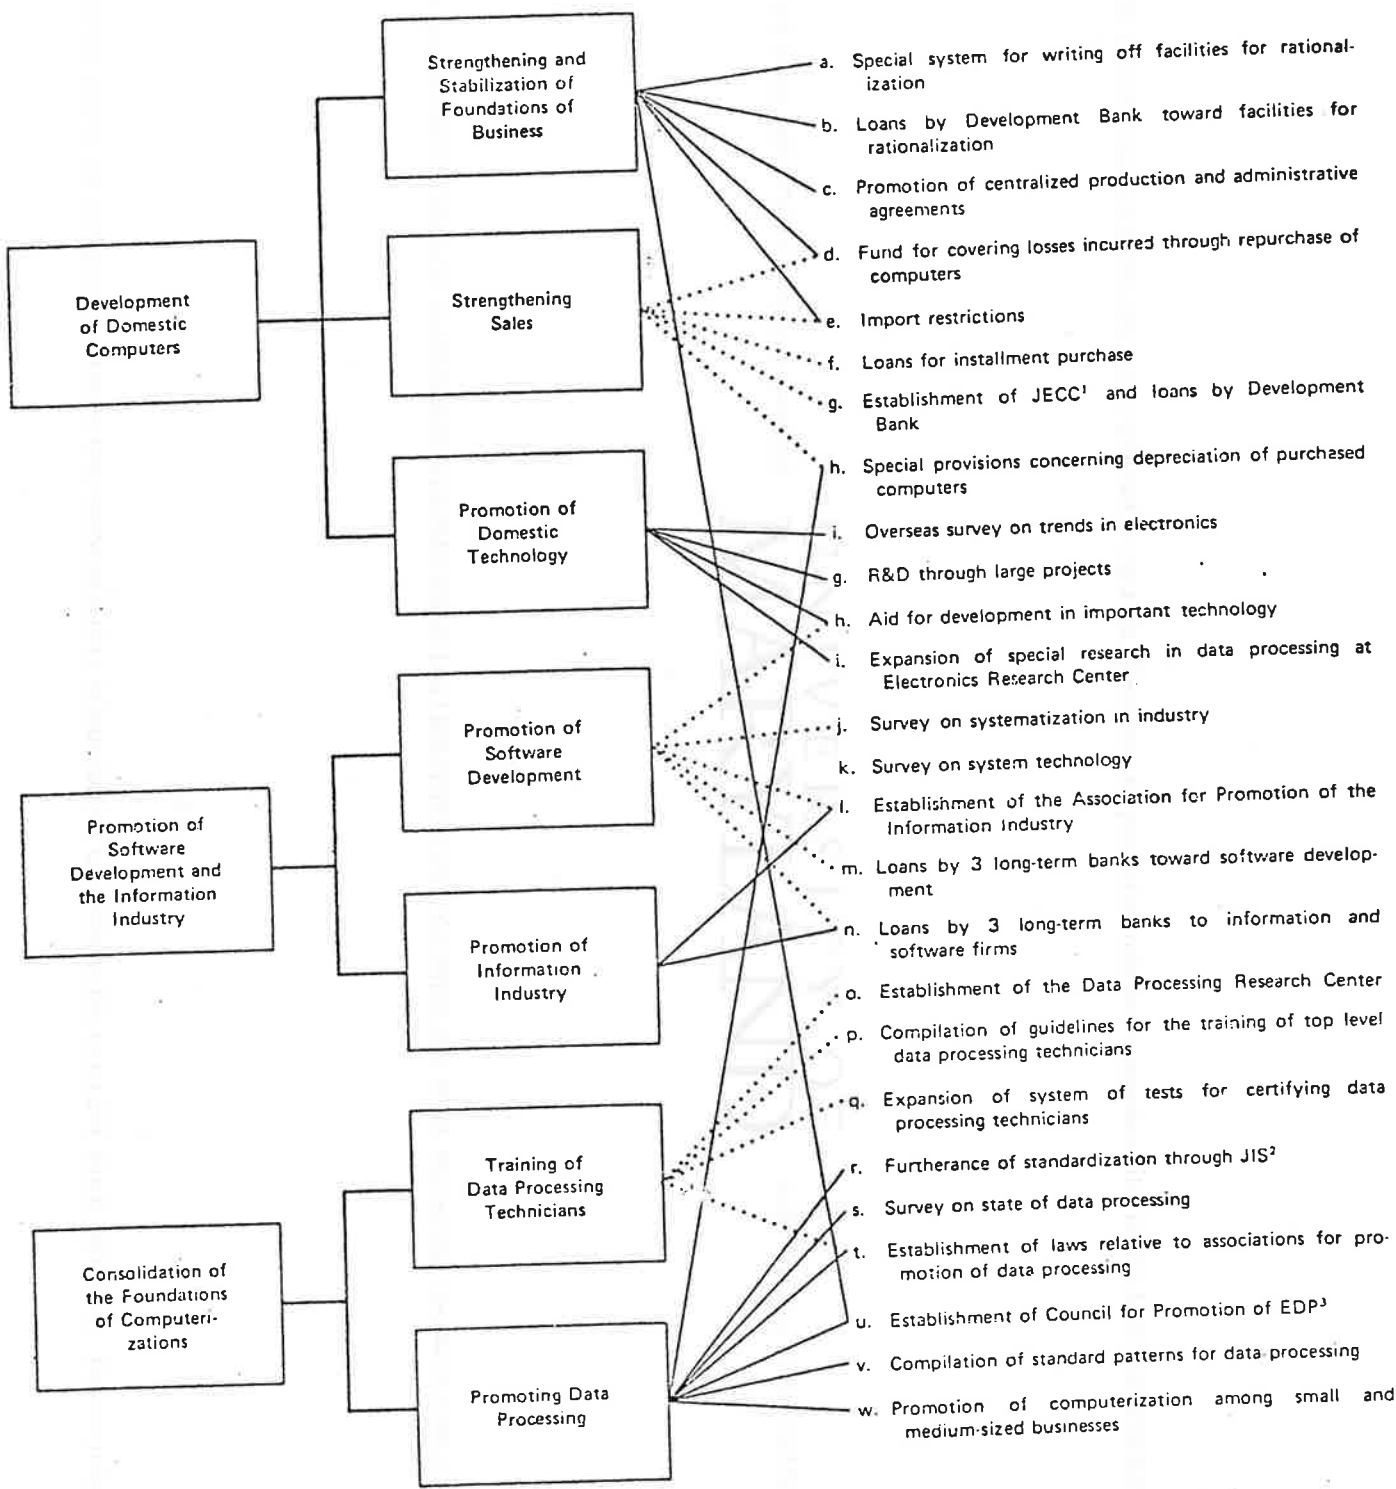 Strengthening and
Stabilization of
Foundations of
Business
Development
of Domestic
Computers
Strengthening
Sales
Promotion of
Domestic
Technology
Promotion of
Software
Development and
the Information
Industry
Promotion of
Software
Development
Promotion of
Information
Industry
Consolidation of
the Foundations
of Computeri-
zations
Training of
Data Processing
Technicians
Promoting Data
Processing
a. Special system for writing off facilities for rational-
ization
b. Loans by Development Bank toward facilities for
rationalization
c. Promotion of centralized production and administrative
agreements
d. Fund for covering losses incurred through repurchase of
computers
e. Import restrictions
f. Loans for installment purchase
g. Establishment of JECC¹ and loans by Development
Bank
h. Special provisions concerning depreciation of purchased
computers
i. Overseas survey on trends in electronics
g. R&D through large projects
h. Aid for development in important technology
i. Expansion of special research in data processing at
Electronics Research Center
j. Survey on systematization in industry
k. Survey on system technology
l. Establishment of the Association for Promotion of the
Information Industry
m. Loans by 3 long-term banks toward software develop-
ment
n. Loans by 3 long-term banks to information and
software firms
o. Establishment of the Data Processing Research Center
p. Compilation of guidelines for the training of top level
data processing technicians
q. Expansion of system of tests for certifying data
processing technicians
r. Furtherance of standardization through JIS²
s. Survey on state of data processing
t. Establishment of laws relative to associations for pro-
motion of data processing
u. Establishment of Council for Promotion of EDP³
v. Compilation of standard patterns for data processing
w. Promotion of computerization among small and
medium-sized businesses